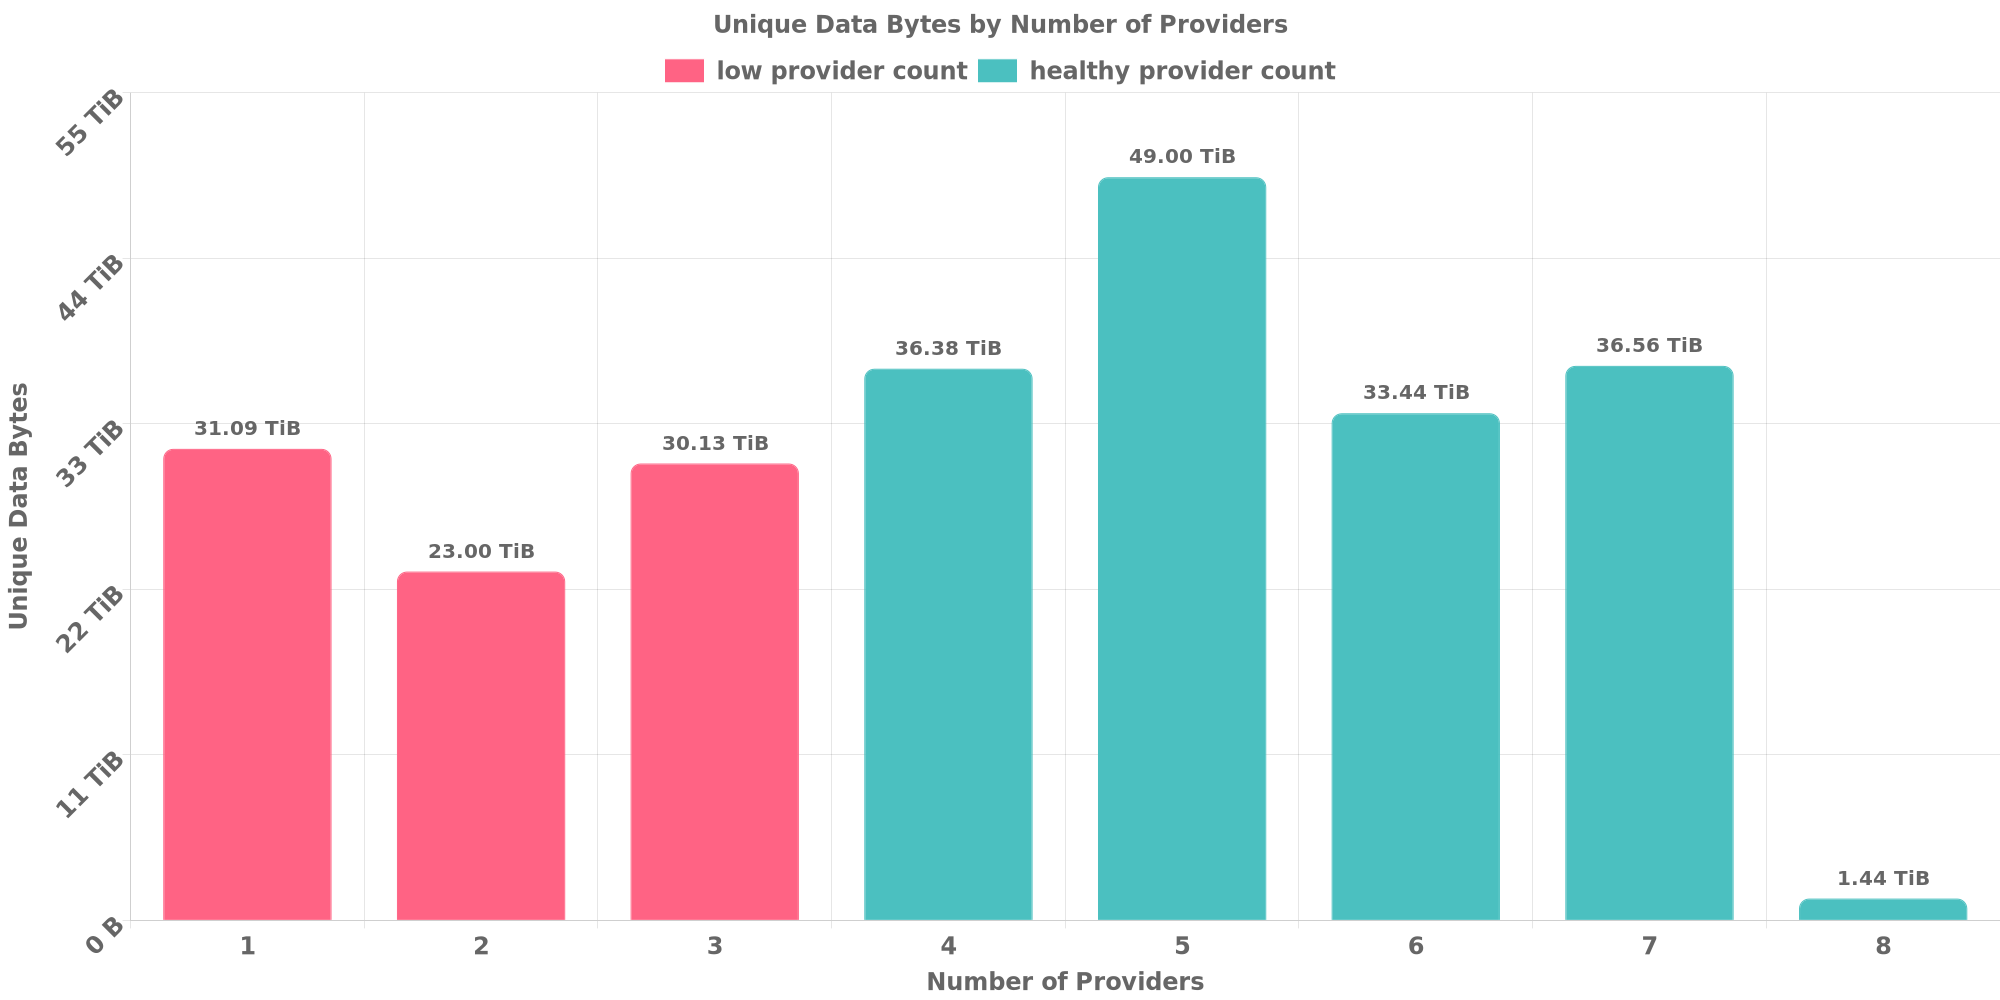 Unique Data Bytes by Number of Providers
low provider count healthy provider count
55 TiB
44 TiB
33 TiB
22 TiB
11 TiB
0 B
Unique Data Bytes
31.09 TiB
23.00 TiB
30.13 TiB
36.38 TiB
49.00 TiB
33.44 TiB
36.56 TiB
1.44 TiB
1 2 3 4 5 6 7 8
Number of Providers